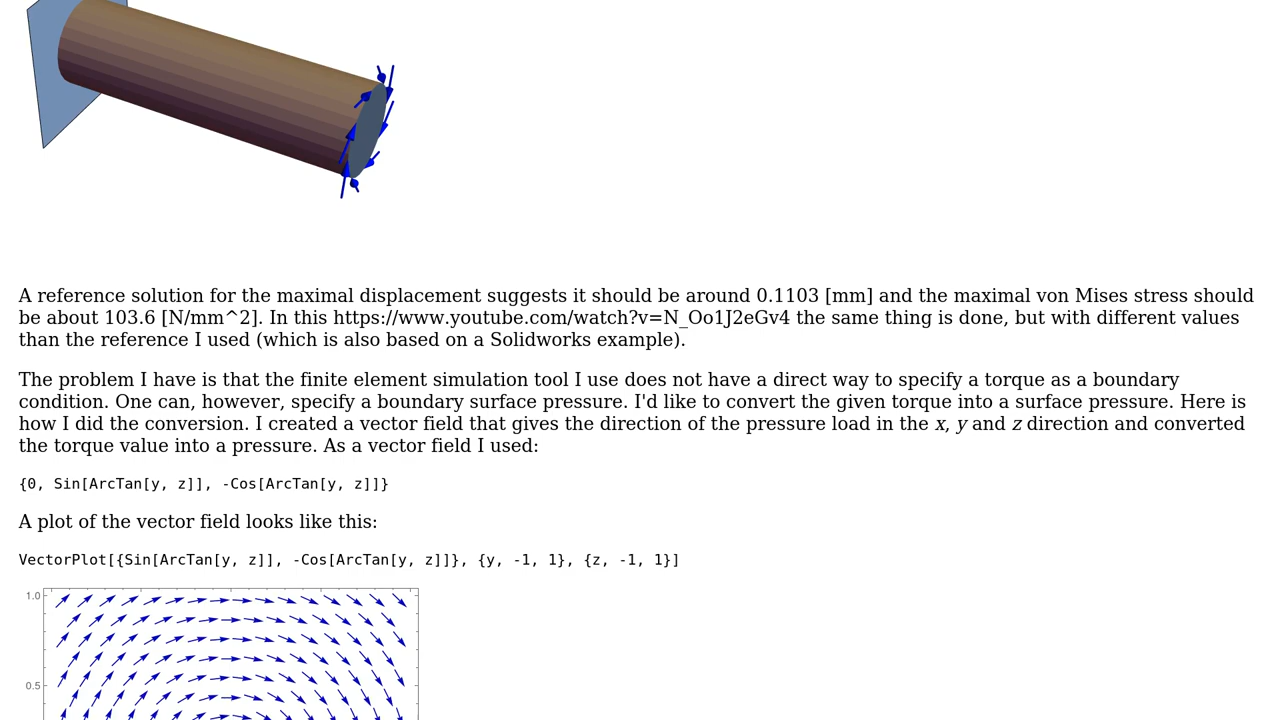 A reference solution for the maximal displacement suggests it should be around 0.1103 [mm] and the maximal von Mises stress should
be about 103.6 [N/mm^2]. In this https://www.youtube.com/watch?v=N_Oo1J2eGv4 the same thing is done, but with different values
than the reference I used (which is also based on a Solidworks example).
The problem I have is that the finite element simulation tool I use does not have a direct way to specify a torque as a boundary
condition. One can, however, specify a boundary surface pressure. I'd like to convert the given torque into a surface pressure. Here is
how I did the conversion. I created a vector field that gives the direction of the pressure load in the x, y and z direction and converted
the torque value into a pressure. As a vector field I used:
{0, Sin[ArcTan[y, z]], -Cos[ArcTan[y, z]]}
A plot of the vector field looks like this:
VectorPlot[{Sin[ArcTan[y, z]], -Cos[ArcTan[y, z]]}, {y, -1, 1}, {z, -1, 1}]
1.0
0.5